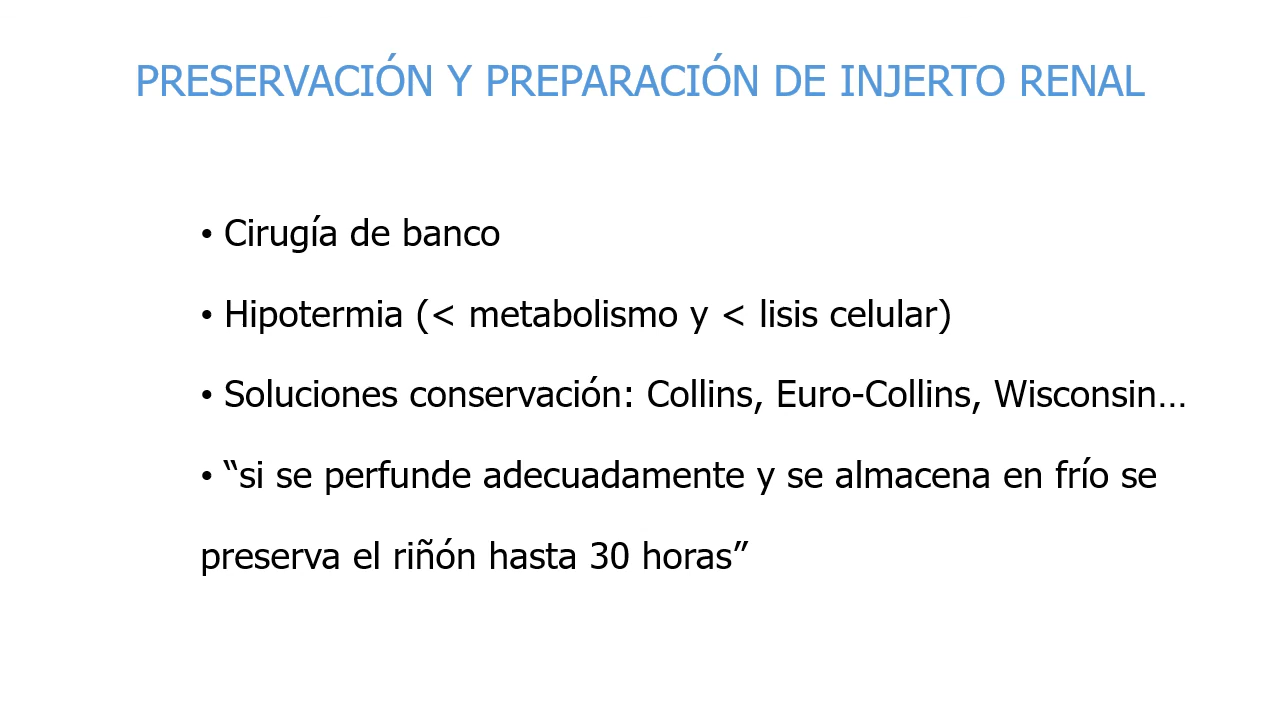 PRESERVACIÓN Y PREPARACIÓN DE INJERTO RENAL
• Cirugía de banco
• Hipotermia (< metabolismo y < lisis celular)
• Soluciones conservación: Collins, Euro-Collins, Wisconsin…
• “si se perfunde adecuadamente y se almacena en frío se
preserva el riñón hasta 30 horas”